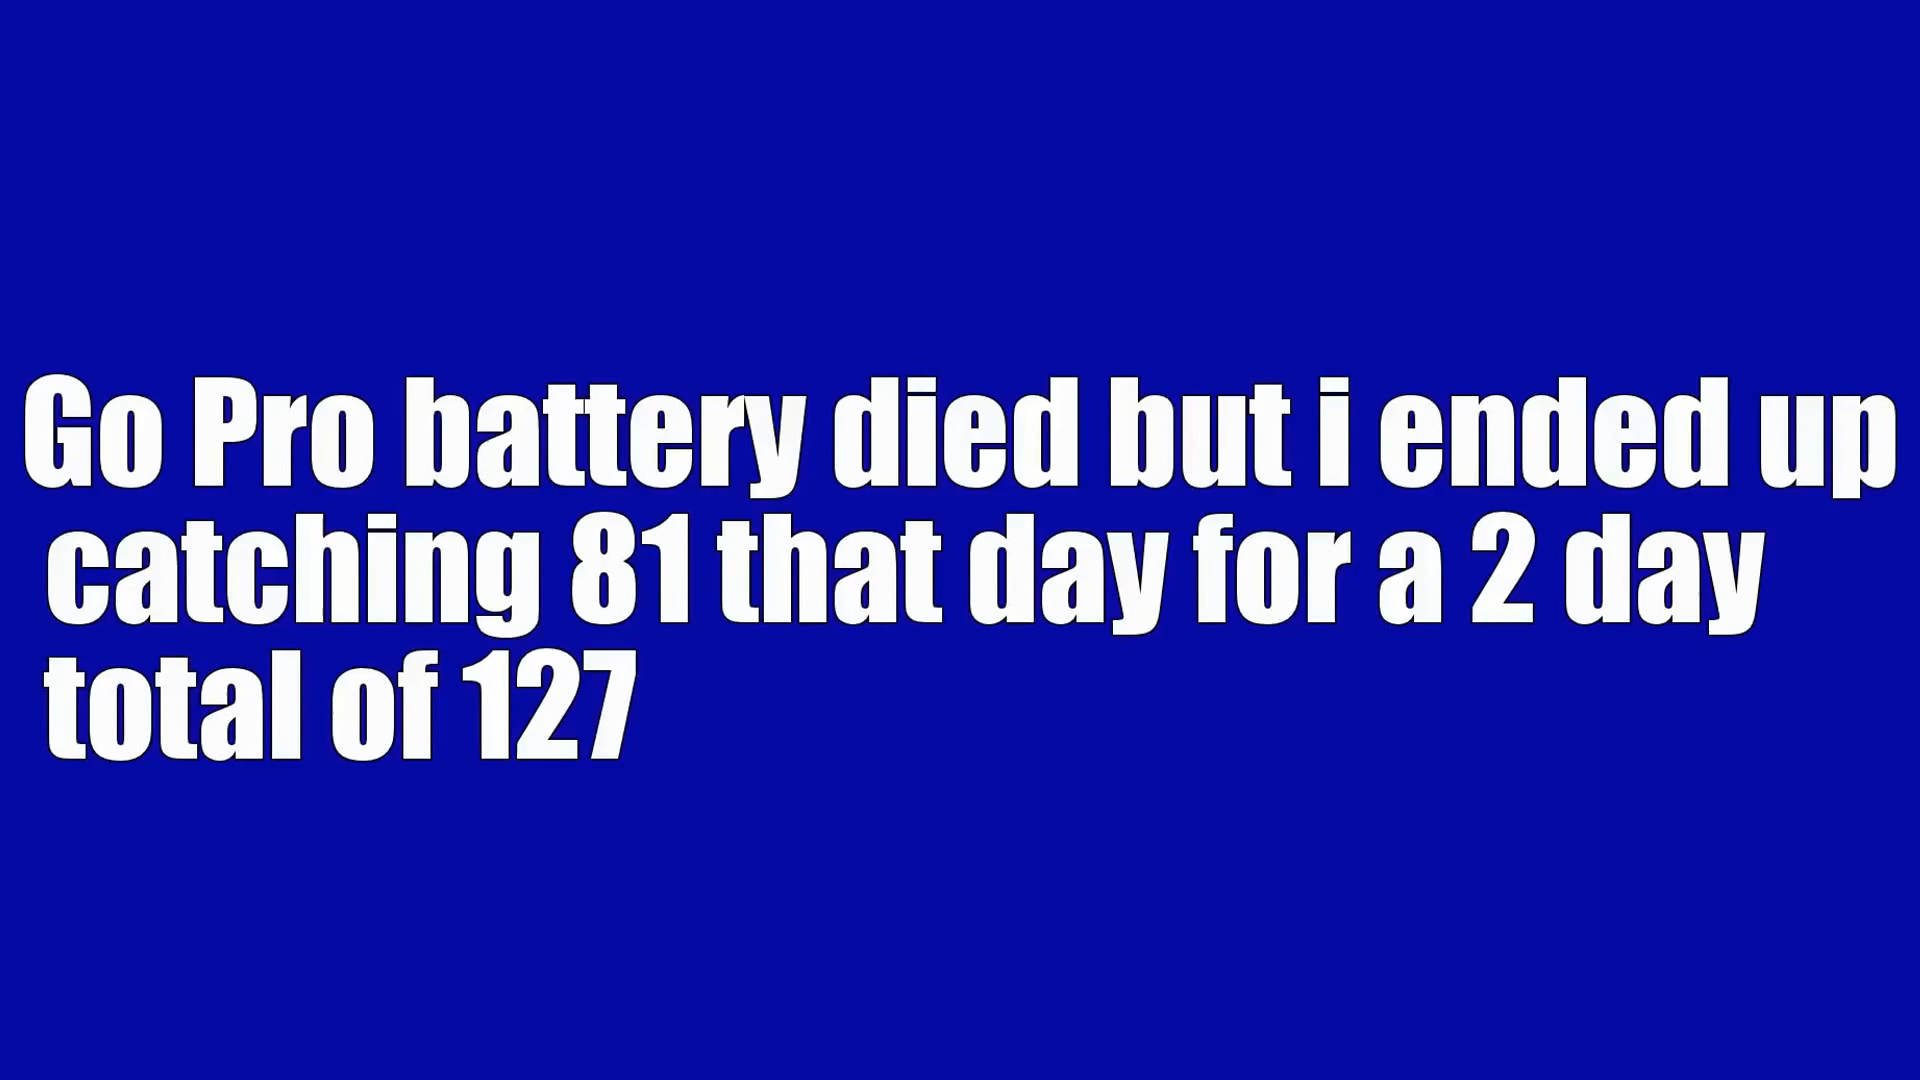 Go Pro battery died but i ended up
catching 81 that day for a 2 day
total of 127